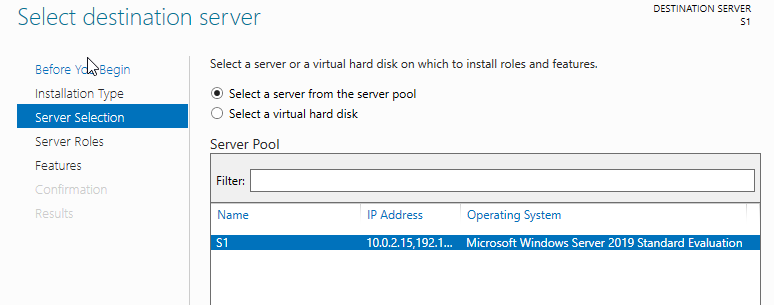 Select destination server
DESTINATION SERVER
S1
Before You Begin
Installation Type
Server Selection
Server Roles
Features
Confirmation
Results
Select a server or a virtual hard disk on which to install roles and features.
Select a server from the server pool
Select a virtual hard disk
Server Pool
Filter:
Name IP Address Operating System
S1 10.0.2.15,192.1... Microsoft Windows Server 2019 Standard Evaluation